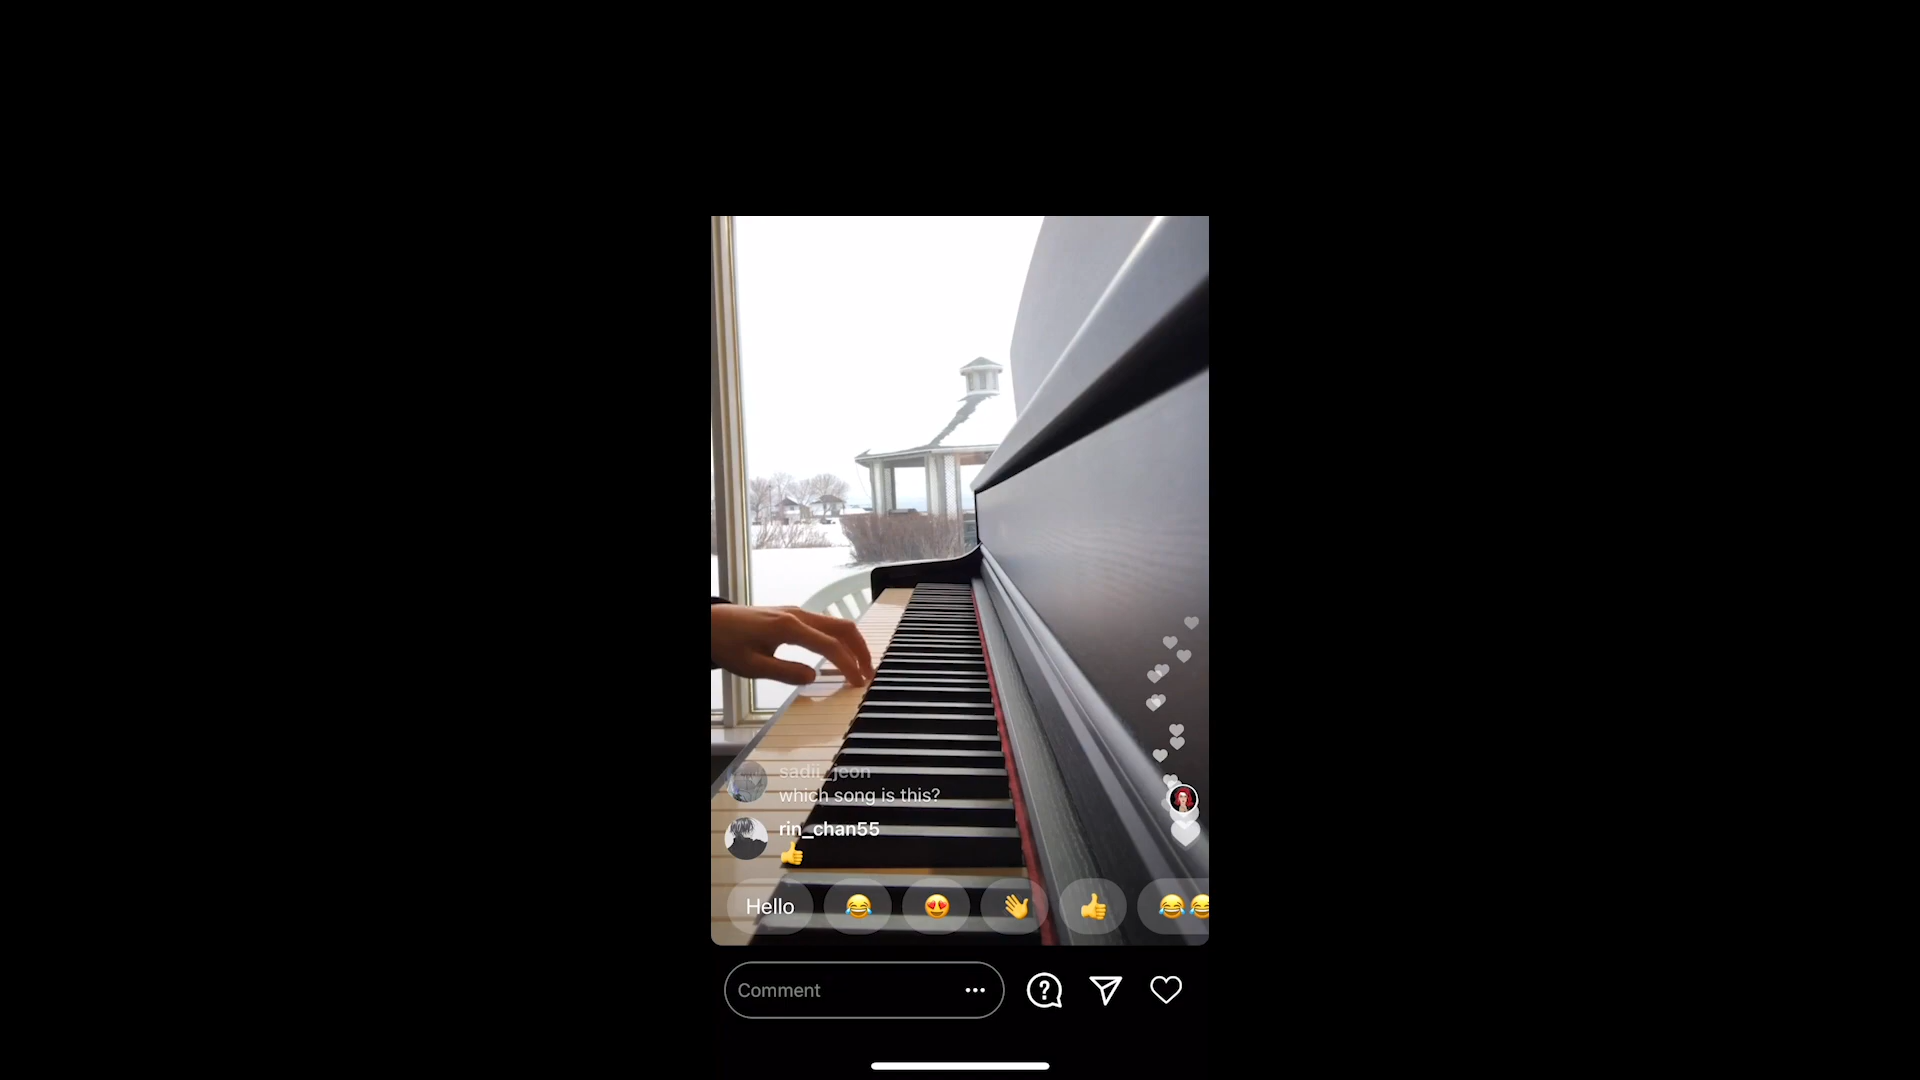 sadii_jeon
which song is this?
rin_chan55
👍
Hello 😂 😍 👋 👍 😂😂
Comment